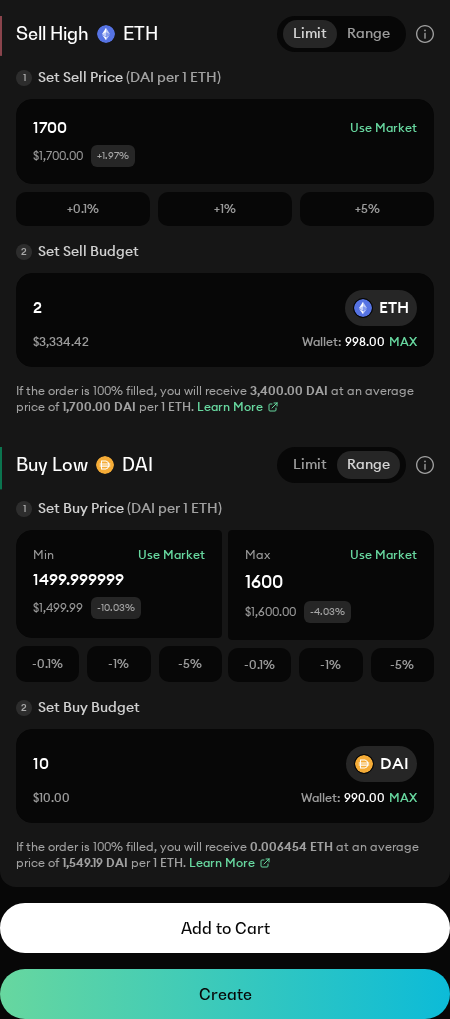 Sell High ETH Limit Range
1 Set Sell Price (DAI per 1 ETH)
1700 Use Market
$1,700.00 +1.97%
+0.1% +1% +5%
2 Set Sell Budget
2 ETH
$3,334.42 Wallet: 998.00 MAX
If the order is 100% filled, you will receive 3,400.00 DAI at an average
price of 1,700.00 DAI per 1 ETH. Learn More
Buy Low DAI Limit Range
1 Set Buy Price (DAI per 1 ETH)
Min Use Market Max Use Market
1499.999999 1600
$1,499.99 -10.03% $1,600.00 -4.03%
-0.1% -1% -5% -0.1% -1% -5%
2 Set Buy Budget
10 DAI
$10.00 Wallet: 990.00 MAX
If the order is 100% filled, you will receive 0.006454 ETH at an average
price of 1,549.19 DAI per 1 ETH. Learn More
Add to Cart
Create